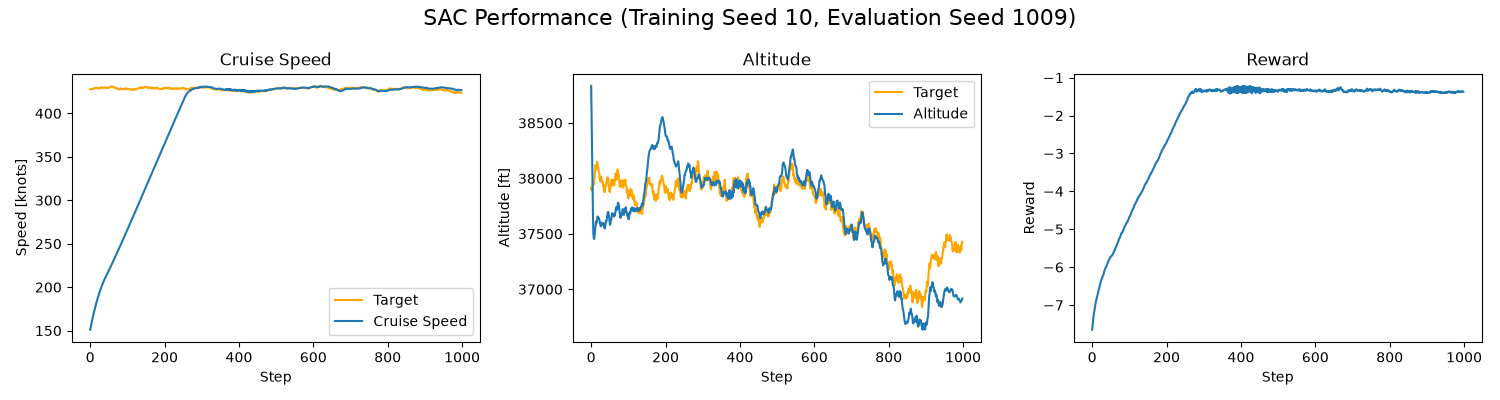 SAC Performance (Training Seed 10, Evaluation Seed 1009)
Cruise Speed
Speed [knots]
400
350
300
250
200
150
0 200 400 600 800 1000
Step
Target
Cruise Speed
Altitude
Altitude [ft]
38500
38000
37500
37000
0 200 400 600 800 1000
Step
Target
Altitude
Reward
Reward
−1
−2
−3
−4
−5
−6
−7
0 200 400 600 800 1000
Step